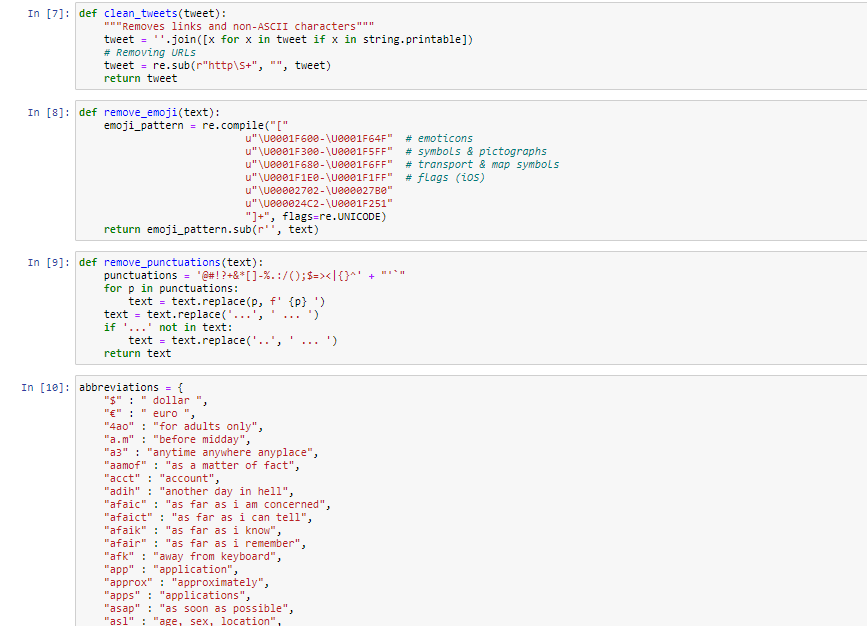 In [7]: def clean_tweets(tweet):
    """Removes links and non-ASCII characters"""
    tweet = ''.join([x for x in tweet if x in string.printable])
    # Removing URLs
    tweet = re.sub(r"http\S+", "", tweet)
    return tweet
In [8]: def remove_emoji(text):
    emoji_pattern = re.compile("["
                           u"\U0001F600-\U0001F64F"  # emoticons
                           u"\U0001F300-\U0001F5FF"  # symbols & pictographs
                           u"\U0001F680-\U0001F6FF"  # transport & map symbols
                           u"\U0001F1E0-\U0001F1FF"  # flags (iOS)
                           u"\U00002702-\U000027B0"
                           u"\U000024C2-\U0001F251"
                           "]+", flags=re.UNICODE)
    return emoji_pattern.sub(r'', text)
In [9]: def remove_punctuations(text):
    punctuations = '@#!?+&*[]-%.:/();$=><|{}^' + "'`"
    for p in punctuations:
        text = text.replace(p, f' {p} ')
    text = text.replace('...', ' ... ')
    if '...' not in text:
        text = text.replace('..', ' ... ')
    return text
In [10]: abbreviations = {
    "$" : " dollar ",
    "€" : " euro ",
    "4ao" : "for adults only",
    "a.m" : "before midday",
    "a3" : "anytime anywhere anyplace",
    "aamof" : "as a matter of fact",
    "acct" : "account",
    "adih" : "another day in hell",
    "afaic" : "as far as i am concerned",
    "afaict" : "as far as i can tell",
    "afaik" : "as far as i know",
    "afair" : "as far as i remember",
    "afk" : "away from keyboard",
    "app" : "application",
    "approx" : "approximately",
    "apps" : "applications",
    "asap" : "as soon as possible",
    "asl" : "age, sex, location",